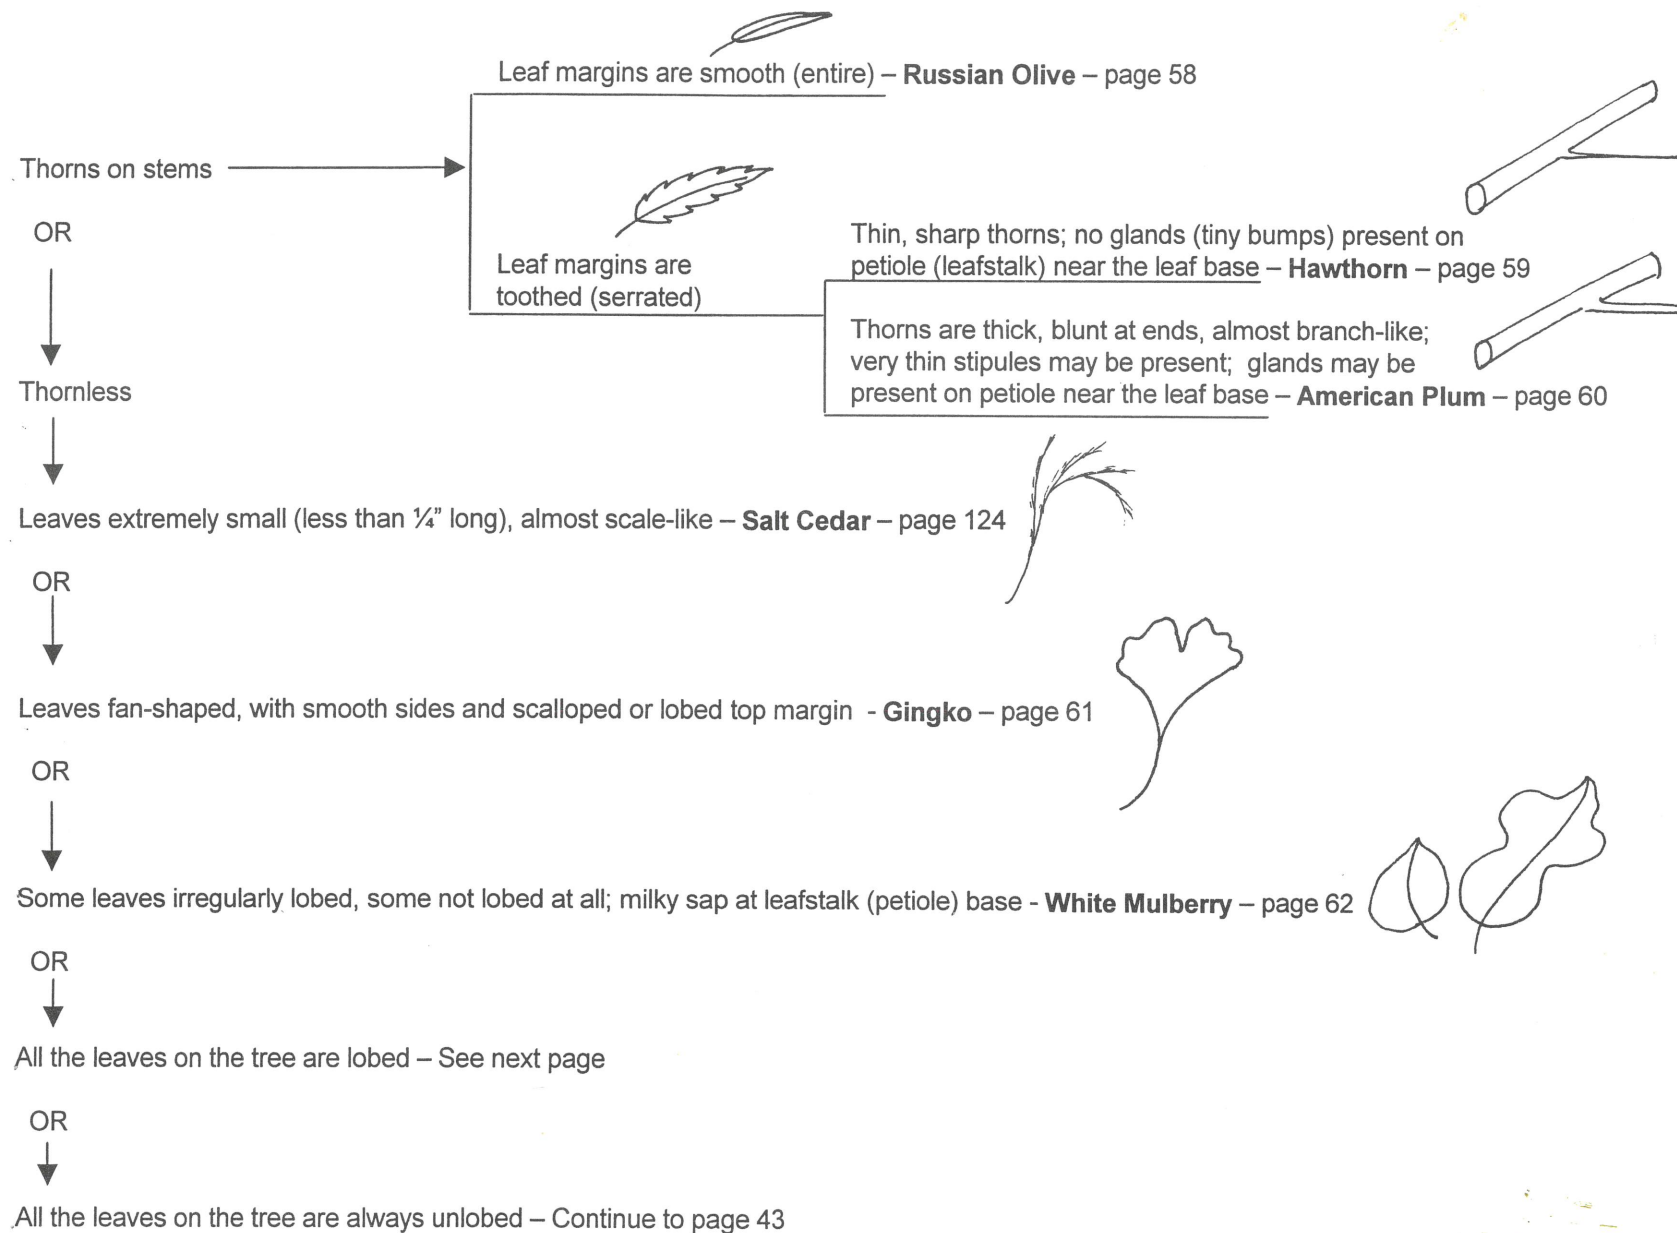 Leaf margins are smooth (entire) – Russian Olive – page 58
Thorns on stems
OR
Leaf margins are
toothed (serrated)
Thin, sharp thorns; no glands (tiny bumps) present on
petiole (leafstalk) near the leaf base – Hawthorn – page 59
Thorns are thick, blunt at ends, almost branch-like;
very thin stipules may be present; glands may be
present on petiole near the leaf base – American Plum – page 60
Thornless
Leaves extremely small (less than ¼” long), almost scale-like – Salt Cedar – page 124
OR
Leaves fan-shaped, with smooth sides and scalloped or lobed top margin - Gingko – page 61
OR
Some leaves irregularly lobed, some not lobed at all; milky sap at leafstalk (petiole) base - White Mulberry – page 62
OR
All the leaves on the tree are lobed – See next page
OR
All the leaves on the tree are always unlobed – Continue to page 43